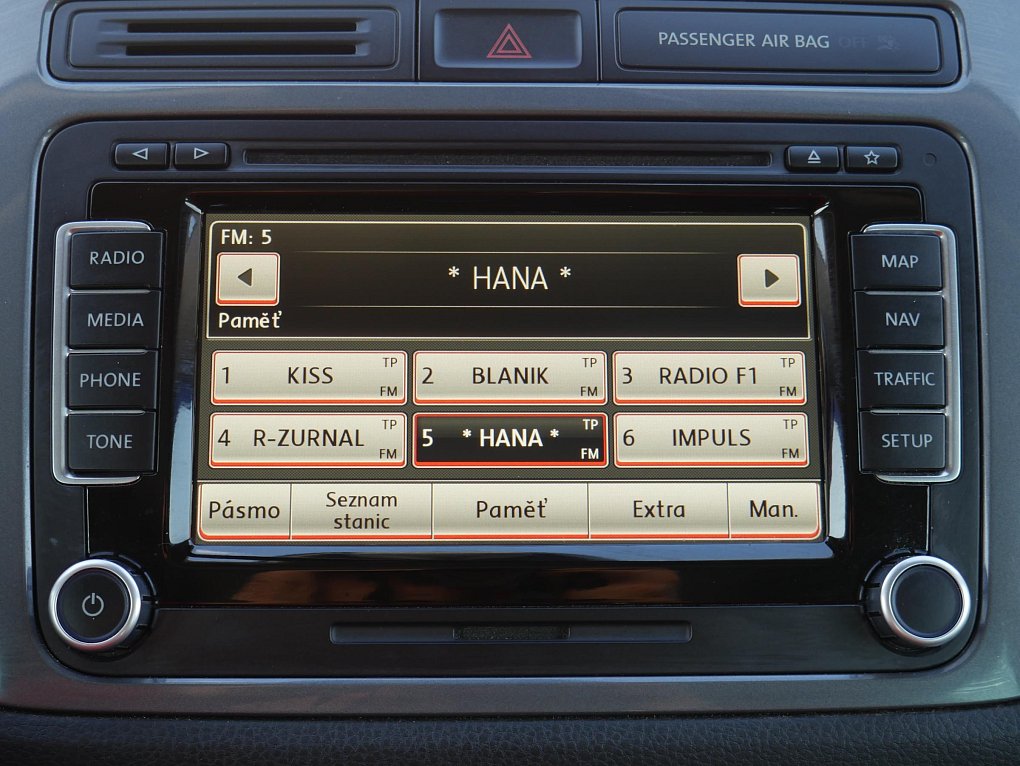 PASSENGER AIR BAG OFF
RADIO
MEDIA
PHONE
TONE
FM: 5
* HANA *
Paměť
1 KISS TP FM
2 BLANIK TP FM
3 RADIO F1 TP FM
4 R-ZURNAL TP FM
5 * HANA * TP FM
6 IMPULS TP FM
Pásmo
Seznam
stanic
Paměť
Extra
Man.
MAP
NAV
TRAFFIC
SETUP